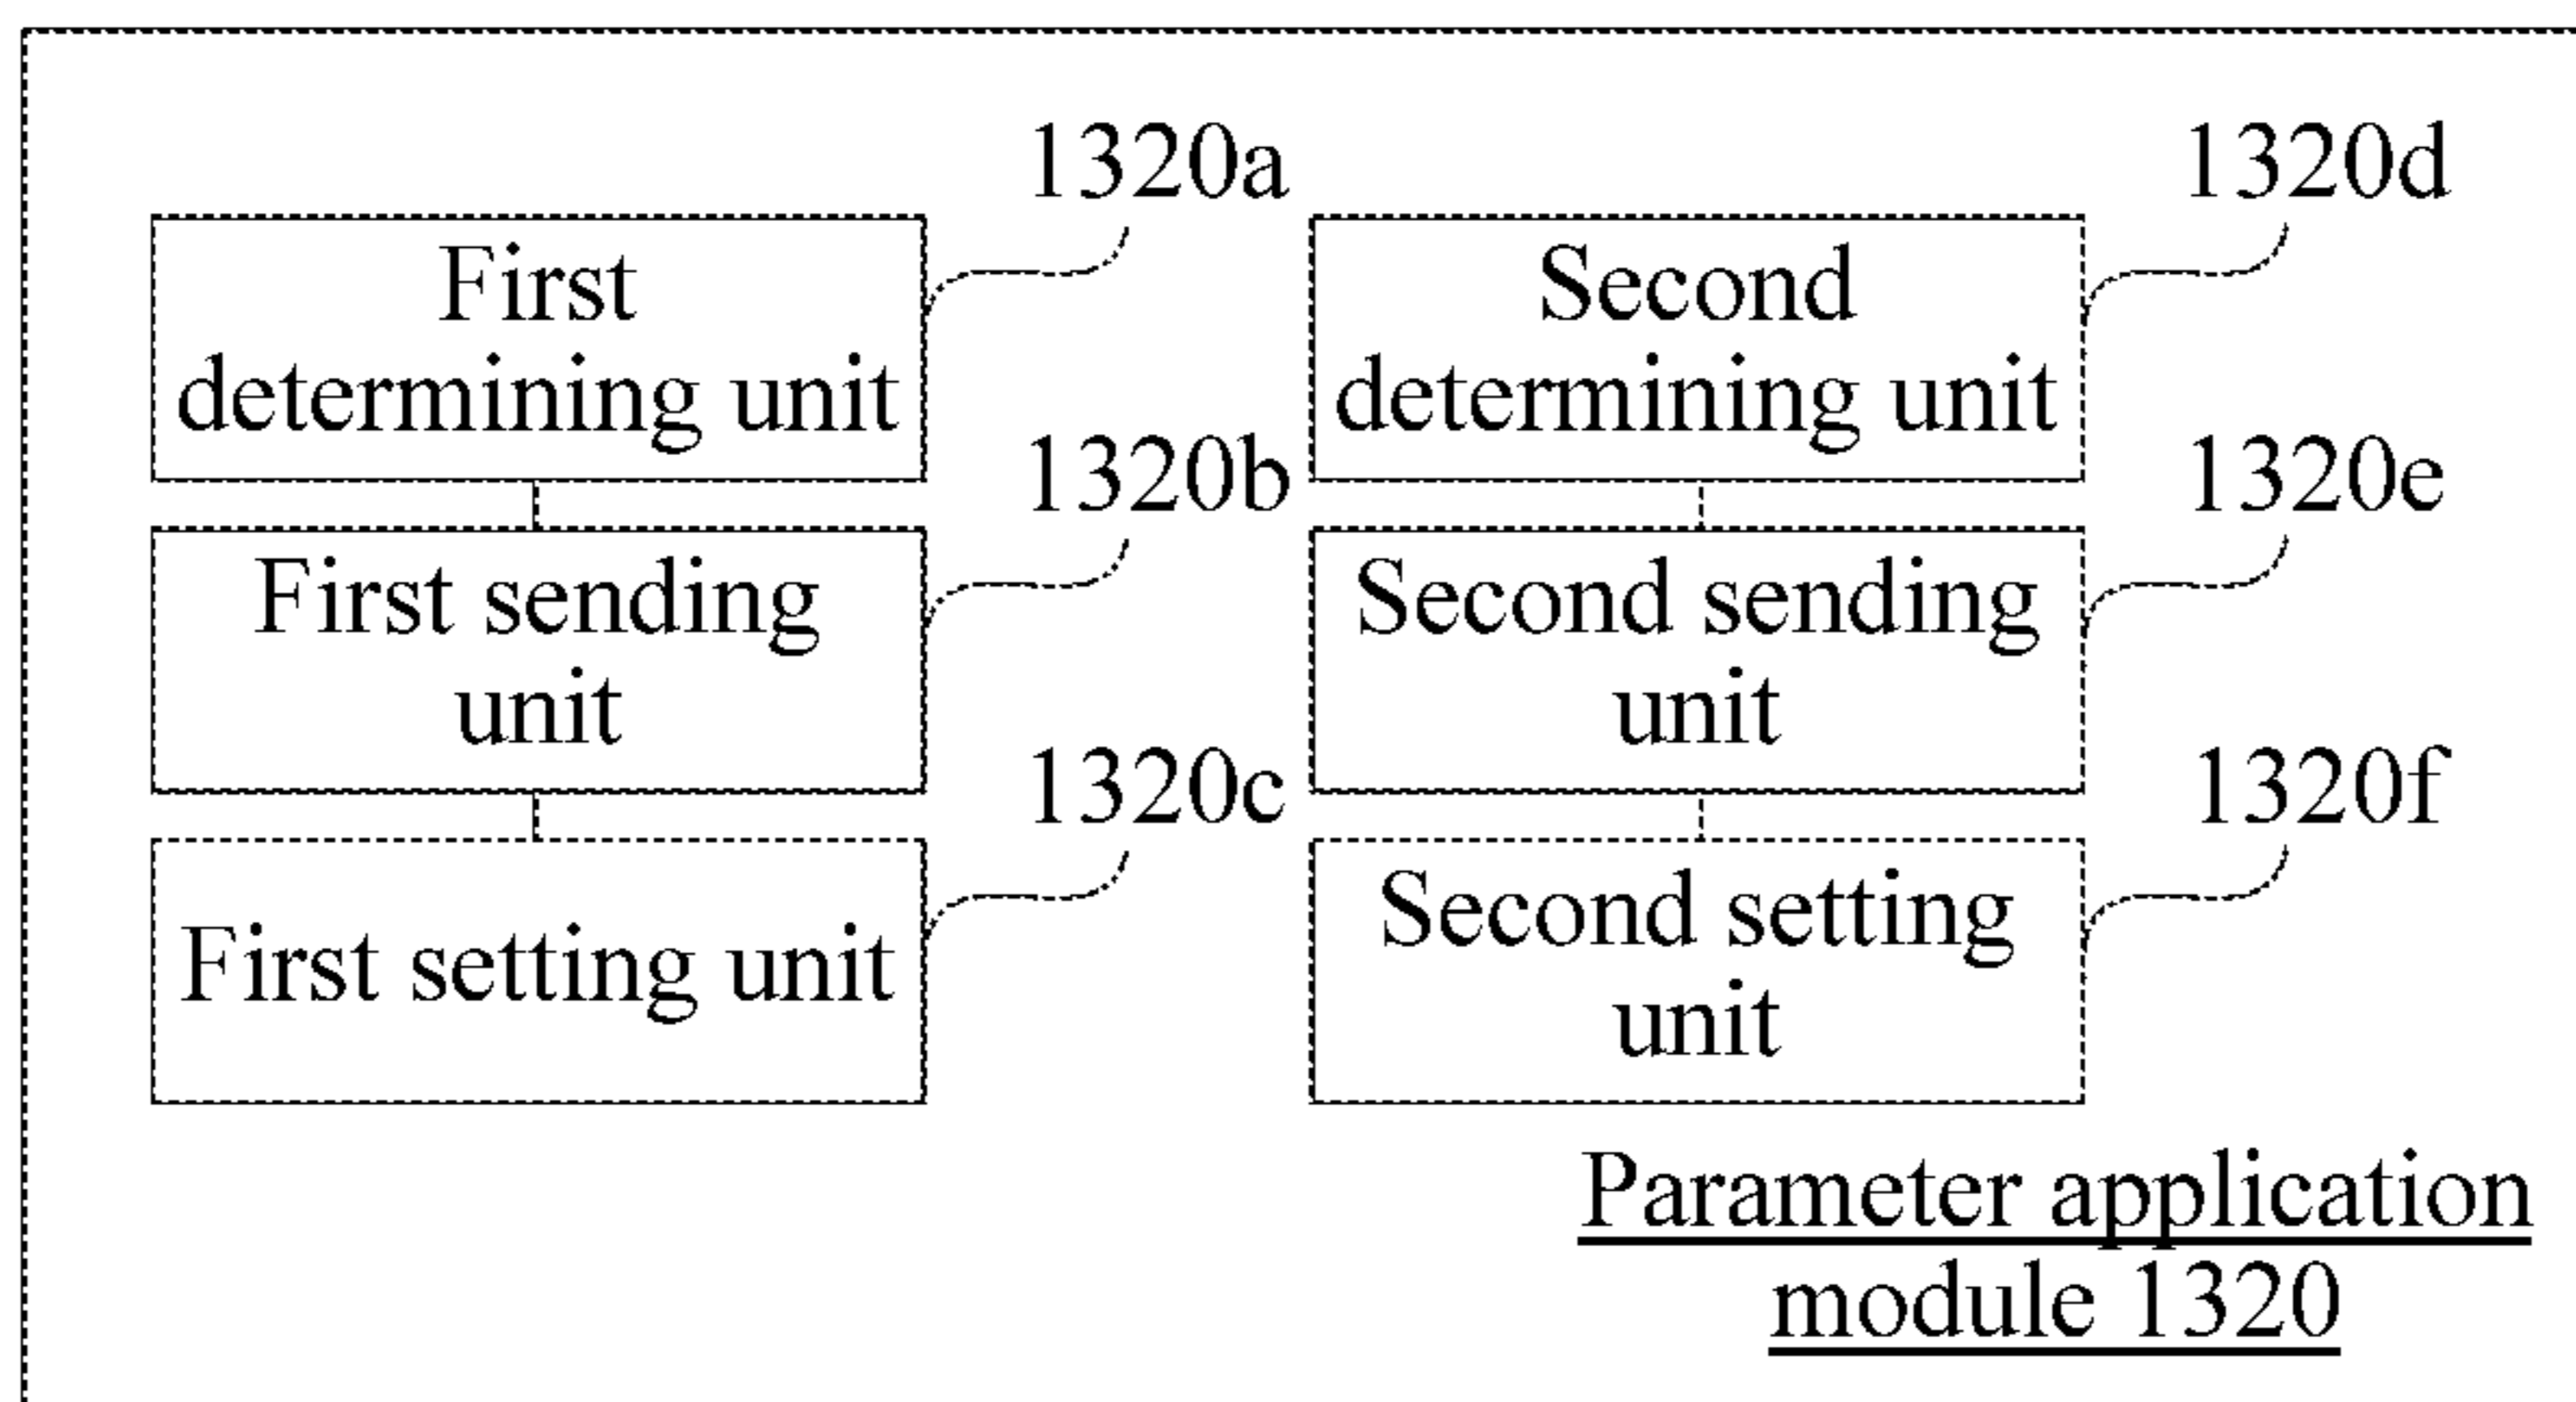 1320a
First
determining unit
1320b
First sending
unit
1320c
First setting unit
1320d
Second
determining unit
1320e
Second sending
unit
1320f
Second setting
unit
Parameter application
module 1320